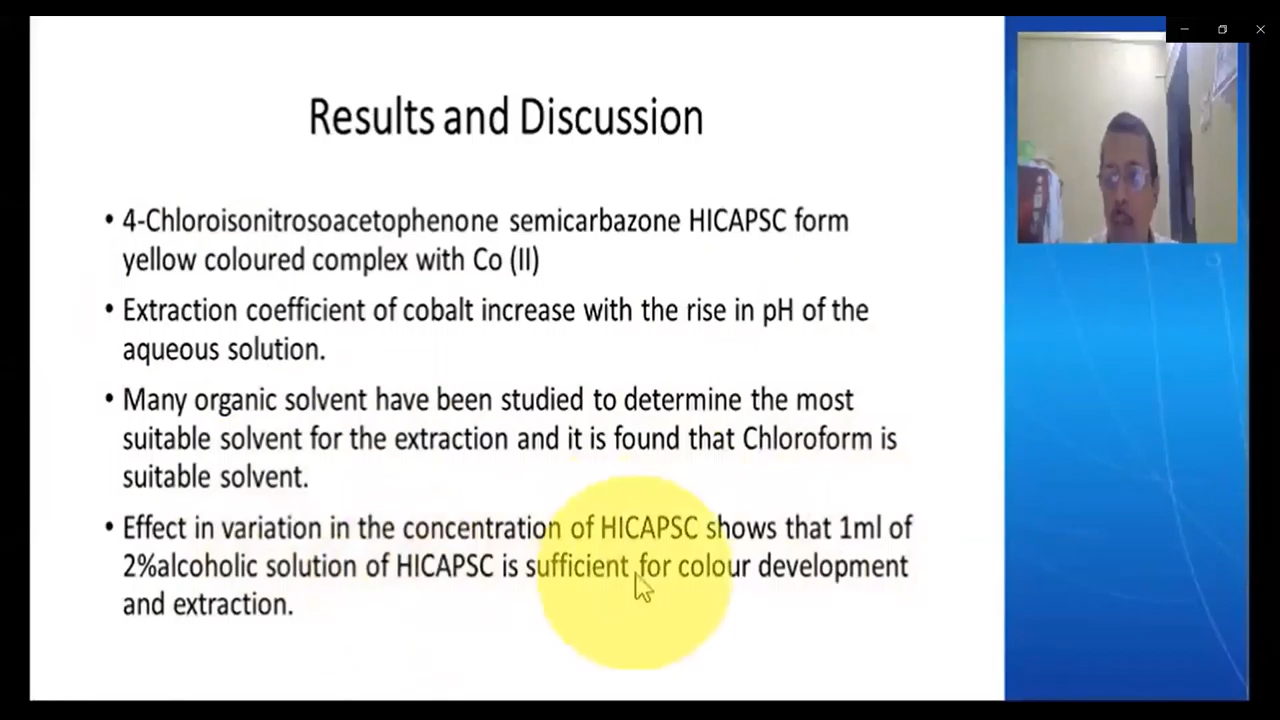 Results and Discussion
• 4-Chloroisonitrosoacetophenone semicarbazone HICAPSC form
yellow coloured complex with Co (II)
• Extraction coefficient of cobalt increase with the rise in pH of the
aqueous solution.
• Many organic solvent have been studied to determine the most
suitable solvent for the extraction and it is found that Chloroform is
suitable solvent.
• Effect in variation in the concentration of HICAPSC shows that 1ml of
2%alcoholic solution of HICAPSC is sufficient for colour development
and extraction.